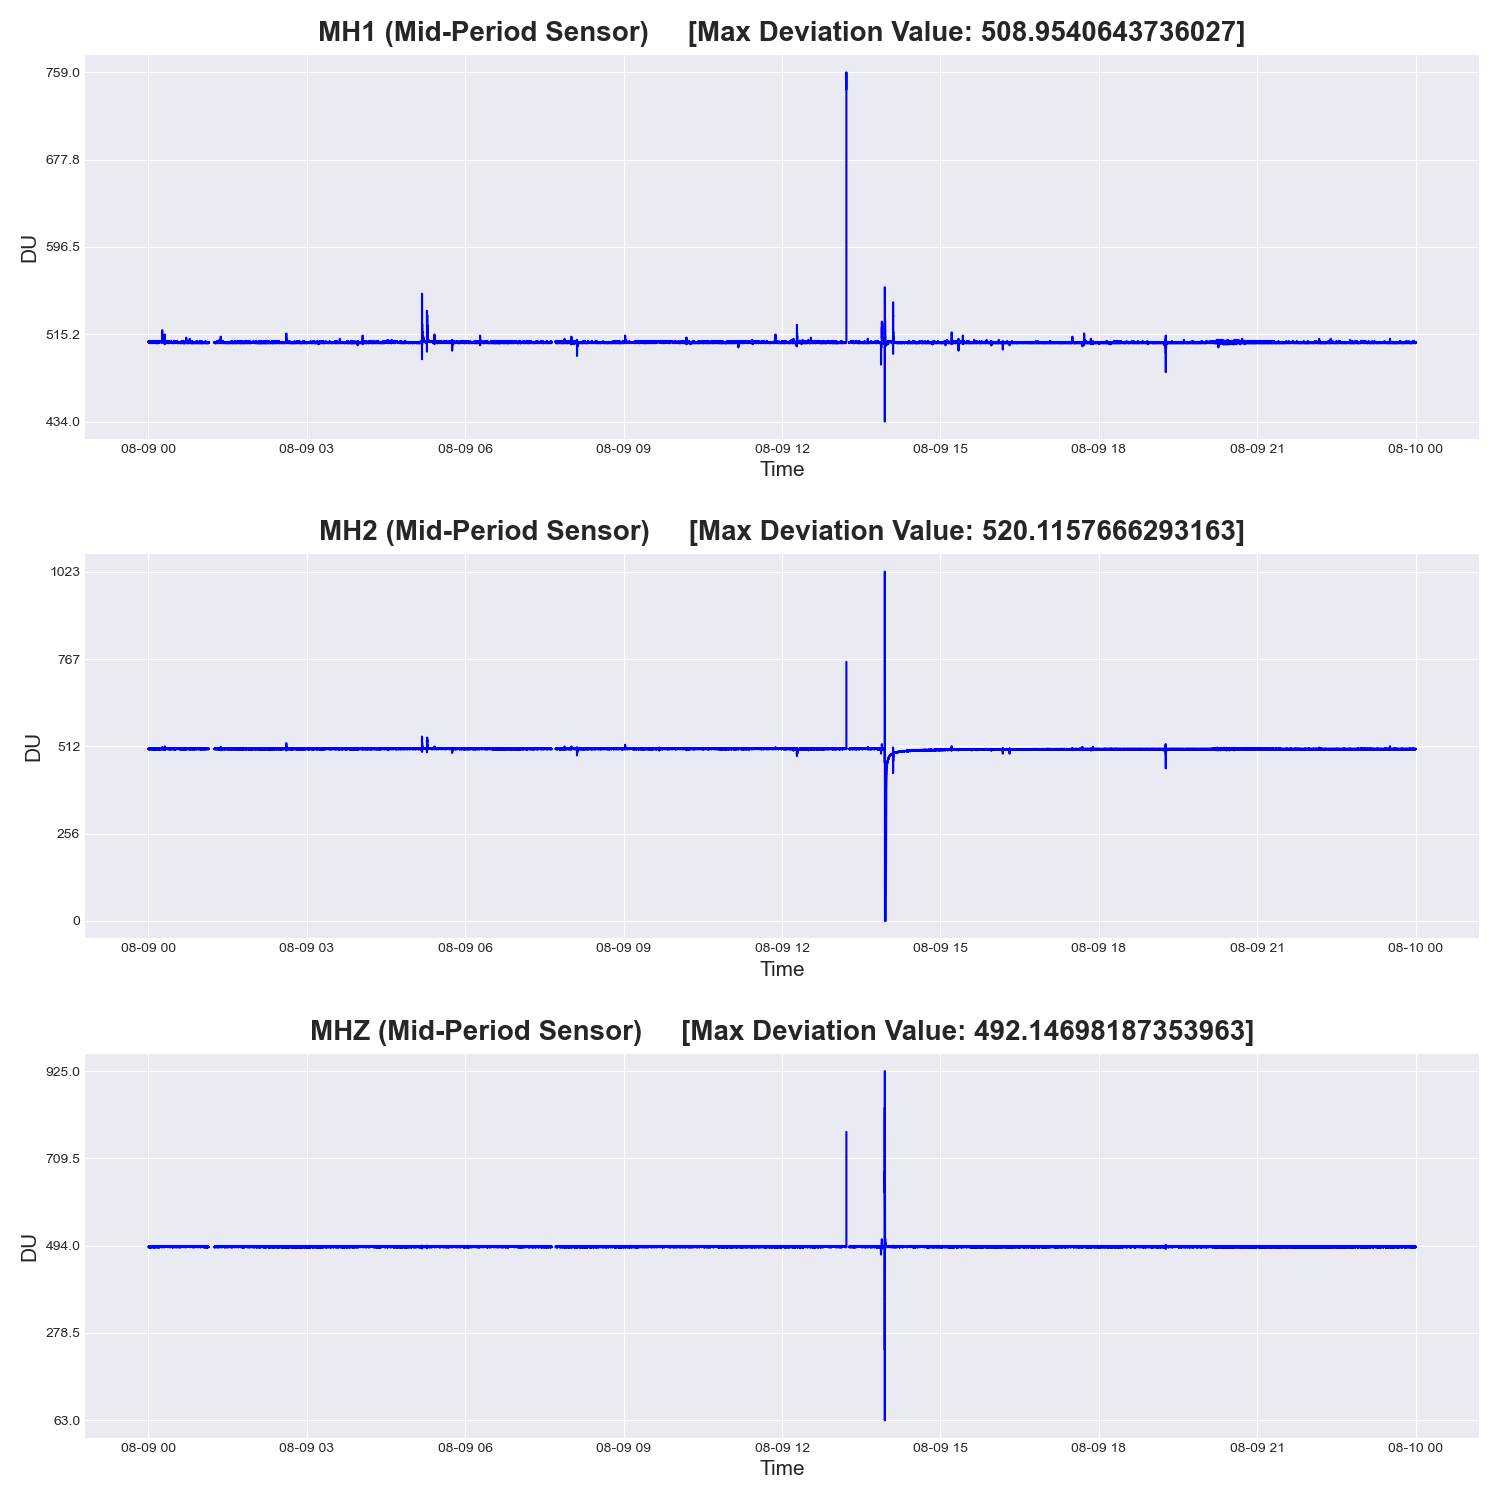 MH1 (Mid-Period Sensor) [Max Deviation Value: 508.9540643736027]
759.0
677.8
596.5
515.2
434.0
DU
08-09 00 08-09 03 08-09 06 08-09 09 08-09 12 08-09 15 08-09 18 08-09 21 08-10 00
Time
MH2 (Mid-Period Sensor) [Max Deviation Value: 520.1157666293163]
1023
767
512
256
0
DU
08-09 00 08-09 03 08-09 06 08-09 09 08-09 12 08-09 15 08-09 18 08-09 21 08-10 00
Time
MHZ (Mid-Period Sensor) [Max Deviation Value: 492.14698187353963]
925.0
709.5
494.0
278.5
63.0
DU
08-09 00 08-09 03 08-09 06 08-09 09 08-09 12 08-09 15 08-09 18 08-09 21 08-10 00
Time